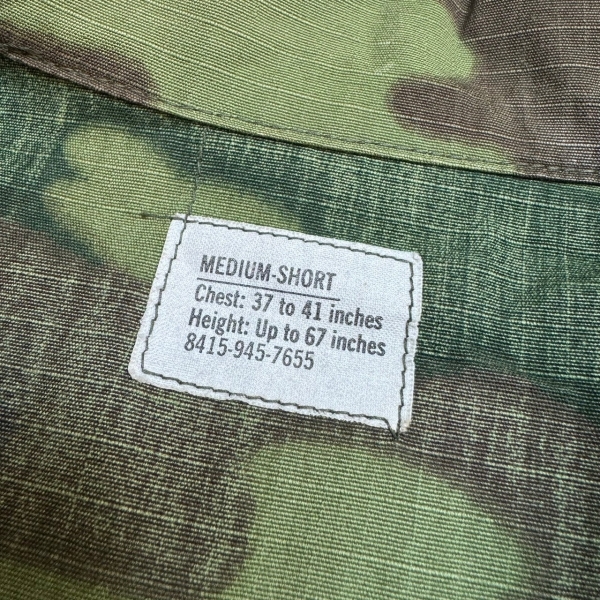 MEDIUM-SHORT
Chest: 37 to 41 inches
Height: Up to 67 inches
8415-945-7655